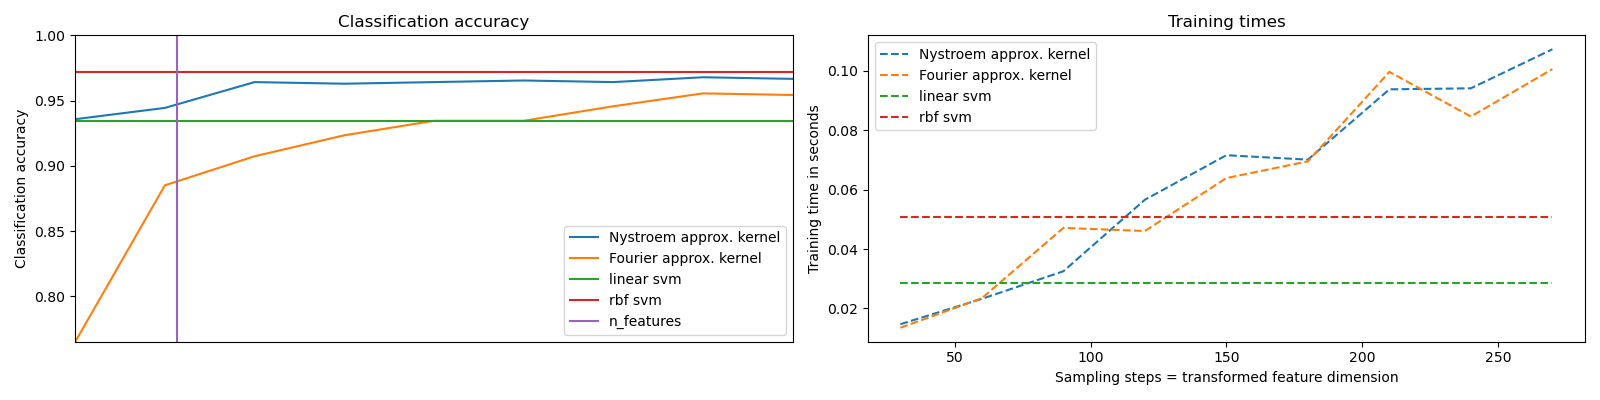 Classification accuracy
Classification accuracy
1.00
0.95
0.90
0.85
0.80
Nystroem approx. kernel
Fourier approx. kernel
linear svm
rbf svm
n_features
Training times
Training time in seconds
0.10
0.08
0.06
0.04
0.02
Nystroem approx. kernel
Fourier approx. kernel
linear svm
rbf svm
50 100 150 200 250
Sampling steps = transformed feature dimension